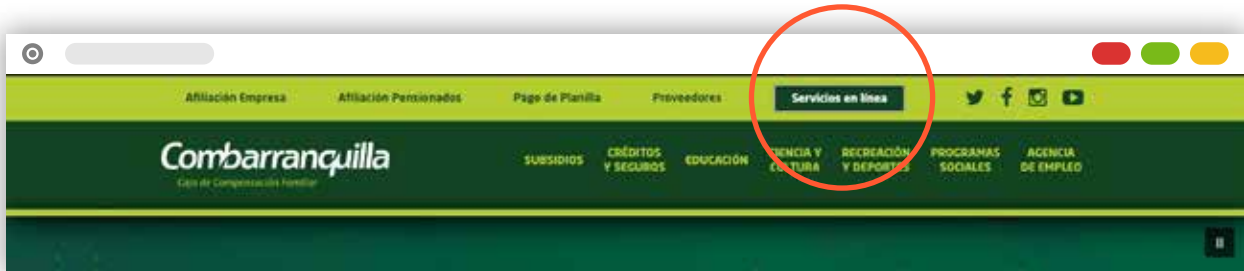 Afiliación Empresa Afiliación Pensionados Pago de Planilla Proveedores Servicios en línea
Combarranquilla
Caja de Compensación Familiar
SUBSIDIOS
CRÉDITOS
Y SEGUROS
EDUCACIÓN
CIENCIA Y
CULTURA
RECREACIÓN
Y DEPORTES
PROGRAMAS
SOCIALES
AGENCIA
DE EMPLEO